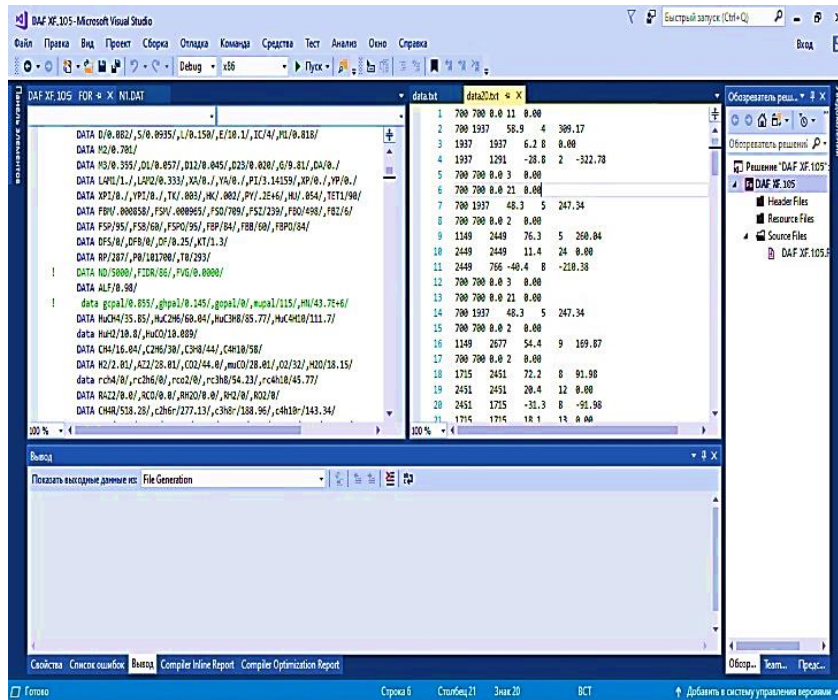 DAF XF,105 - Microsoft Visual Studio
Быстрый запуск (Ctrl+Q)
Файл Правка Вид Проект Сборка Отладка Команда Средства Тест Анализ Окно Справка
Вход
Debug x86 Пуск
Панель элементов
DAF XF, 105 FOR N1.DAT
DATA D/0.082/,S/0.0935/,L/0.150/,E/10.1/,IC/4/,M1/0.818/
DATA M2/0.701/
DATA M3/0.355/,D1/0.057/,D12/0.045/,D23/0.020/,G/9.81/,DA/0./
DATA LAM1/1./,LAM2/0.333/,XA/0./,YA/0./,PI/3.14159/,XP/0./,YP/0./
DATA XPI/0./,YPI/0./,TK/.003/,HK/.002/,PY/.2E+6/,HU/.054/,TET1/90/
DATA FBM/.000858/,FSM/.000965/,FSO/709/,FSZ/239/,FBO/498/,FBZ/6/
DATA FSP/95/,FSB/60/,FSPO/95/,FBP/84/,FBB/60/,FBPO/84/
DATA DFS/0/,DFB/0/,DF/0.25/,KT/1.3/
DATA RP/287/,P0/101700/,T0/293/
! DATA ND/5000/,FIDR/86/,FVG/0.0000/
DATA ALF/0.98/
! data gcpal/0.855/,ghpal/0.145/,gopal/0/,mupal/115/,HN/43.7E+6/
DATA HuCH4/35.85/,HuC2H6/60.04/,HuC3H8/85.77/,HuC4H10/111.7/
data HuH2/10.8/,HuCO/10.089/
DATA CH4/16.04/,C2H6/30/,C3H8/44/,C4H10/58/
DATA H2/2.01/,AZ2/28.01/,CO2/44.0/,muCO/28.01/,O2/32/,H2O/18.15/
data rch4/0/,rc2h6/0/,rco2/0/,rc3h8/54.23/,rc4h10/45.77/
DATA RAZ2/0.0/,RCO/0.0/,RH2O/0.0/,RH2/0/,RO2/0/
DATA CH4R/518.28/,c2h6r/277.13/,c3h8r/188.96/,c4h10r/143.34/
100 %
data.txt data20.txt
1 700 700 0.0 11 0.00
2 700 1937 58.9 4 309.17
3 1937 1937 6.2 8 0.00
4 1937 1291 -28.8 2 -322.78
5 700 700 0.0 3 0.00
6 700 700 0.0 21 0.00
7 700 1937 48.3 5 247.34
8 700 700 0.0 2 0.00
9 1149 2449 76.3 5 260.04
10 2449 2449 11.4 24 0.00
11 2449 766 -40.4 8 -210.38
12 700 700 0.0 3 0.00
13 700 700 0.0 21 0.00
14 700 1937 48.3 5 247.34
15 700 700 0.0 2 0.00
16 1149 2677 54.4 9 169.87
17 700 700 0.0 2 0.00
18 1715 2451 72.2 8 91.98
19 2451 2451 20.4 12 0.00
20 2451 1715 -31.3 8 -91.98
21 1715 1715 18.1 13 0.00
100 %
Обозреватель реш...
Обозреватель решений
Решение "DAF XF.105"
DAF XF.105
Header Files
Resource Files
Source Files
DAF XF.105.F
Вывод
Показать выходные данные из: File Generation
Свойства Список ошибок Вывод Compiler Inline Report Compiler Optimization Report
Обозр... Team... Предс...
Готово Строка 6 Столбец 21 Знак 20 ВСТ Добавить в систему управления версиями